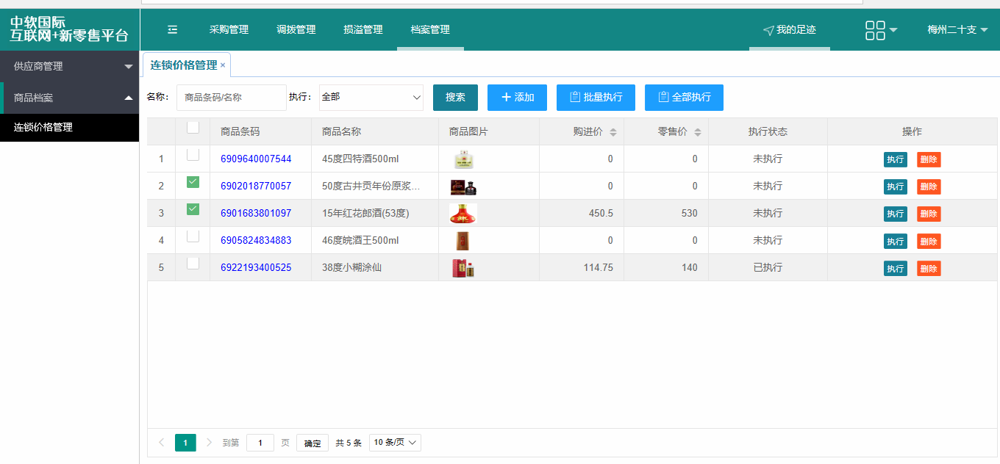 中软国际
互联网+新零售平台
采购管理 调拨管理 损溢管理 档案管理 我的足迹 梅州二十支
供应商管理
商品档案
连锁价格管理
连锁价格管理 ×
名称: 商品条码/名称 执行: 全部 搜索 添加 批量执行 全部执行
商品条码 商品名称 商品图片 购进价 零售价 执行状态 操作
1 6909640007544 45度四特酒500ml 0 0 未执行 执行 删除
2 6902018770057 50度古井贡年份原浆... 0 0 未执行 执行 删除
3 6901683801097 15年红花郎酒(53度) 450.5 530 未执行 执行 删除
4 6905824834883 46度皖酒王500ml 0 0 未执行 执行 删除
5 6922193400525 38度小糊涂仙 114.75 140 已执行 执行 删除
1 到第 1 页 确定 共 5 条 10 条/页